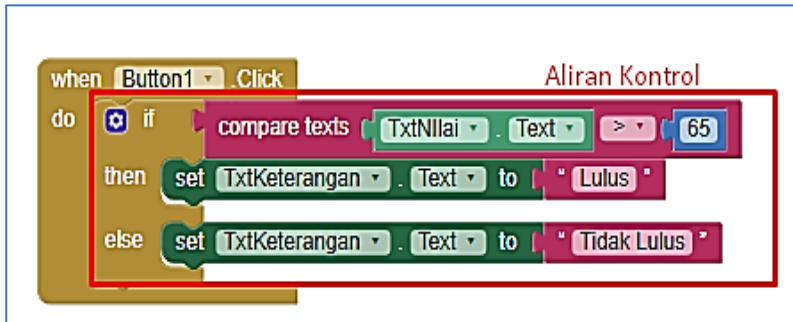 when Button1 .Click Aliran Kontrol
do if compare texts TxtNIlai . Text > 65
then set TxtKeterangan . Text to " Lulus "
else set TxtKeterangan . Text to " Tidak Lulus "